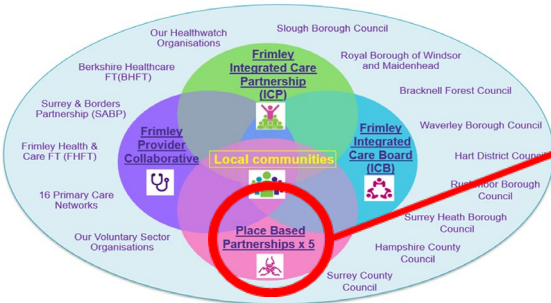 Our Healthwatch
Organisations
Berkshire Healthcare
FT(BHFT)
Surrey & Borders
Partnership (SABP)
Frimley Health &
Care FT (FHFT)
16 Primary Care
Networks
Our Voluntary Sector
Organisations
Frimley
Integrated Care
Partnership
(ICP)
Frimley
Provider
Collaborative
Local communities
Frimley
Integrated
Care Board
(ICB)
Place Based
Partnerships x 5
Slough Borough Council
Royal Borough of Windsor
and Maidenhead
Bracknell Forest Council
Waverley Borough Council
Hart District Council
Rushmoor Borough
Council
Surrey Heath Borough
Council
Hampshire County
Council
Surrey County
Council